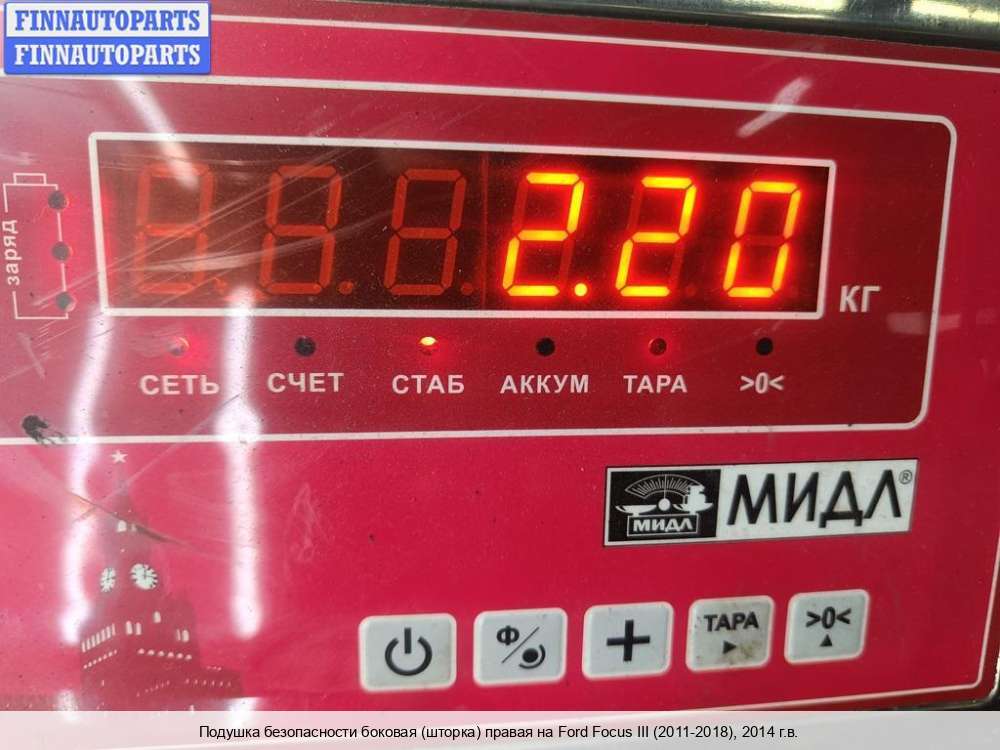 FINNAUTOPARTS
FINNAUTOPARTS
заряд
2.20
КГ
СЕТЬ СЧЕТ СТАБ АККУМ ТАРА >0<
МИДЛ МИДЛ®
Ф ТАРА >0<
Подушка безопасности боковая (шторка) правая на Ford Focus III (2011-2018), 2014 г.в.